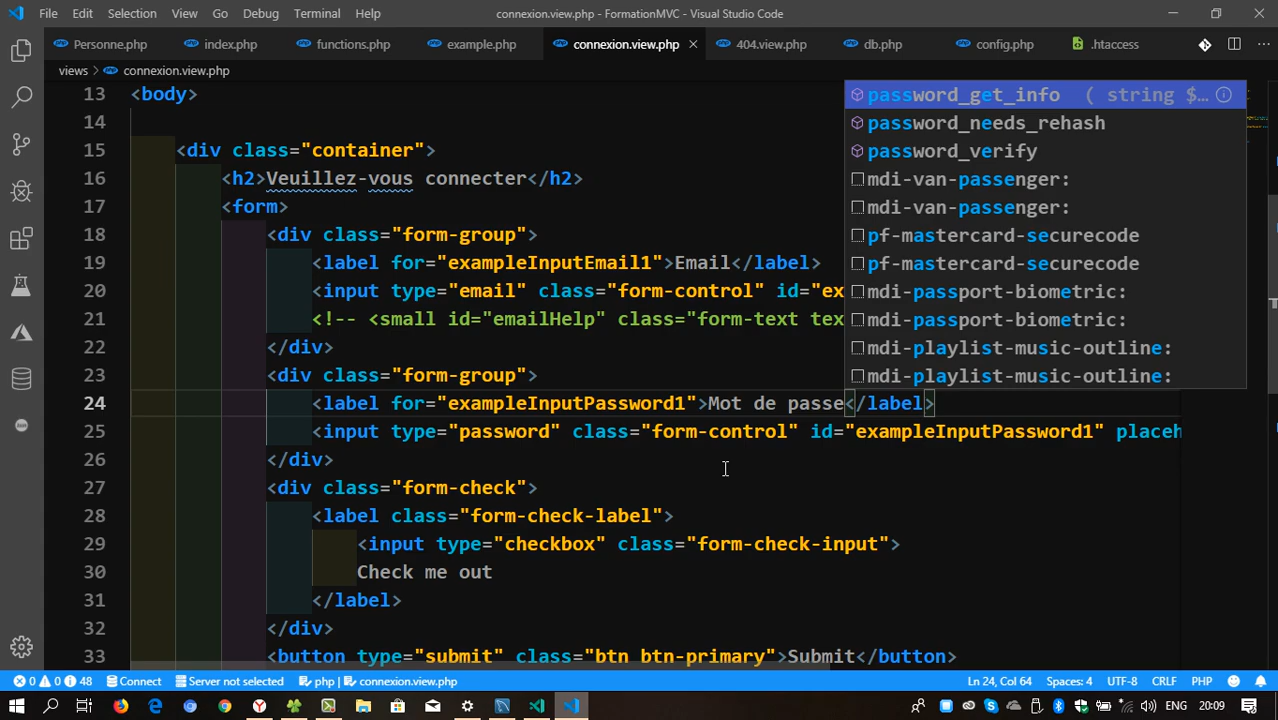 File Edit Selection View Go Debug Terminal Help connexion.view.php - FormationMVC - Visual Studio Code
Personne.php index.php functions.php example.php connexion.view.php 404.view.php db.php config.php .htaccess
views > connexion.view.php
13 <body>
14
15 <div class="container">
16 <h2>Veuillez-vous connecter</h2>
17 <form>
18 <div class="form-group">
19 <label for="exampleInputEmail1">Email</label>
20 <input type="email" class="form-control" id="ex
21 <!-- <small id="emailHelp" class="form-text tex
22 </div>
23 <div class="form-group">
24 <label for="exampleInputPassword1">Mot de passe</label>
25 <input type="password" class="form-control" id="exampleInputPassword1" placeh
26 </div>
27 <div class="form-check">
28 <label class="form-check-label">
29 <input type="checkbox" class="form-check-input">
30 Check me out
31 </label>
32 </div>
33 <button type="submit" class="btn btn-primary">Submit</button>
password_get_info ( string $…
password_needs_rehash
password_verify
mdi-van-passenger:
mdi-van-passenger:
pf-mastercard-securecode
pf-mastercard-securecode
mdi-passport-biometric:
mdi-passport-biometric:
mdi-playlist-music-outline:
mdi-playlist-music-outline:
0 0 48 Connect Server not selected php | connexion.view.php Ln 24, Col 64 Spaces: 4 UTF-8 CRLF PHP
ENG 20:09